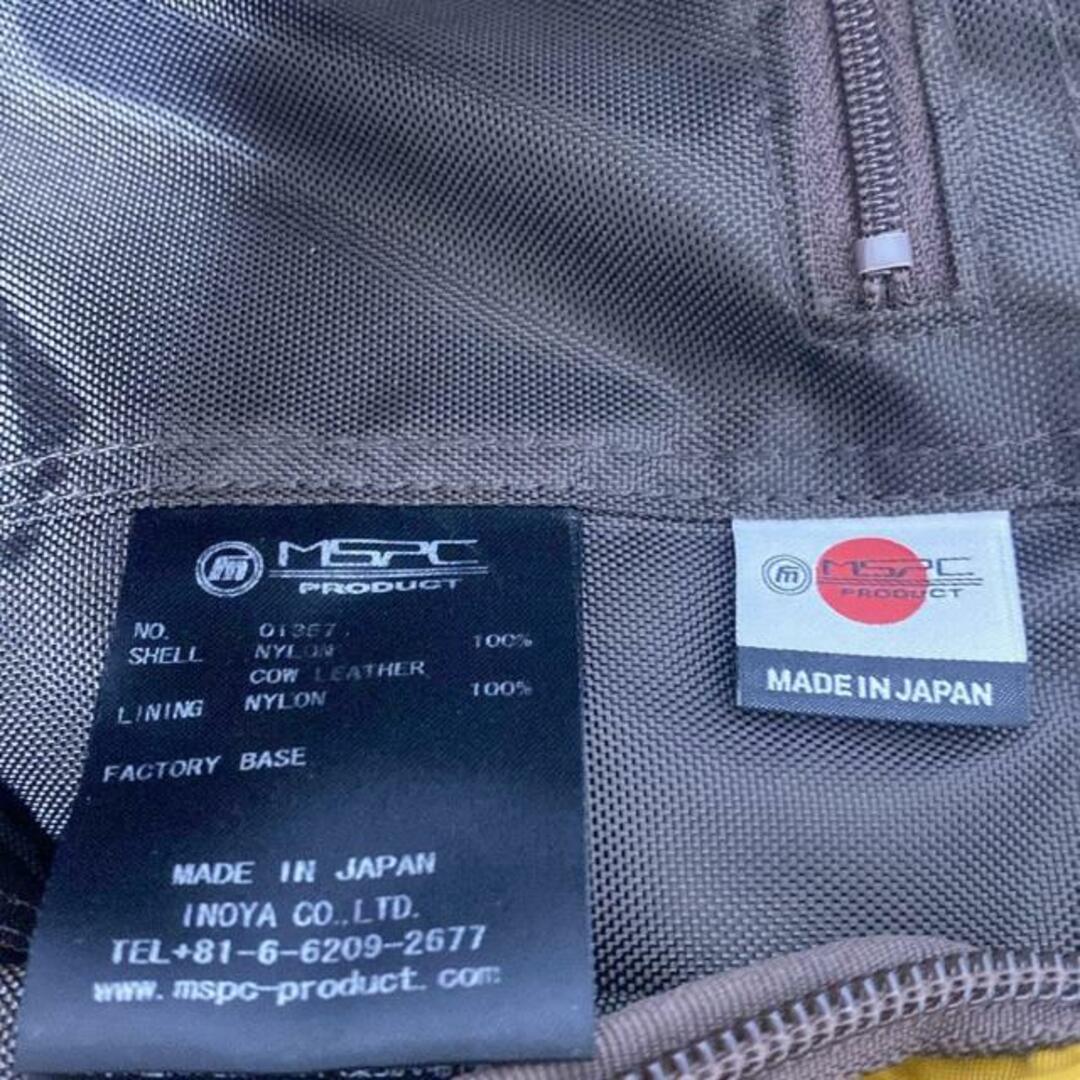 m MSPC
PRODUCT
NO. 01357
SHELL NYLON 100%
COW LEATHER
LINING NYLON 100%
FACTORY BASE
MADE IN JAPAN
INOYA CO.,LTD.
TEL+81-6-6209-2677
www.mspc-product.com
m MSPC
PRODUCT
MADE IN JAPAN